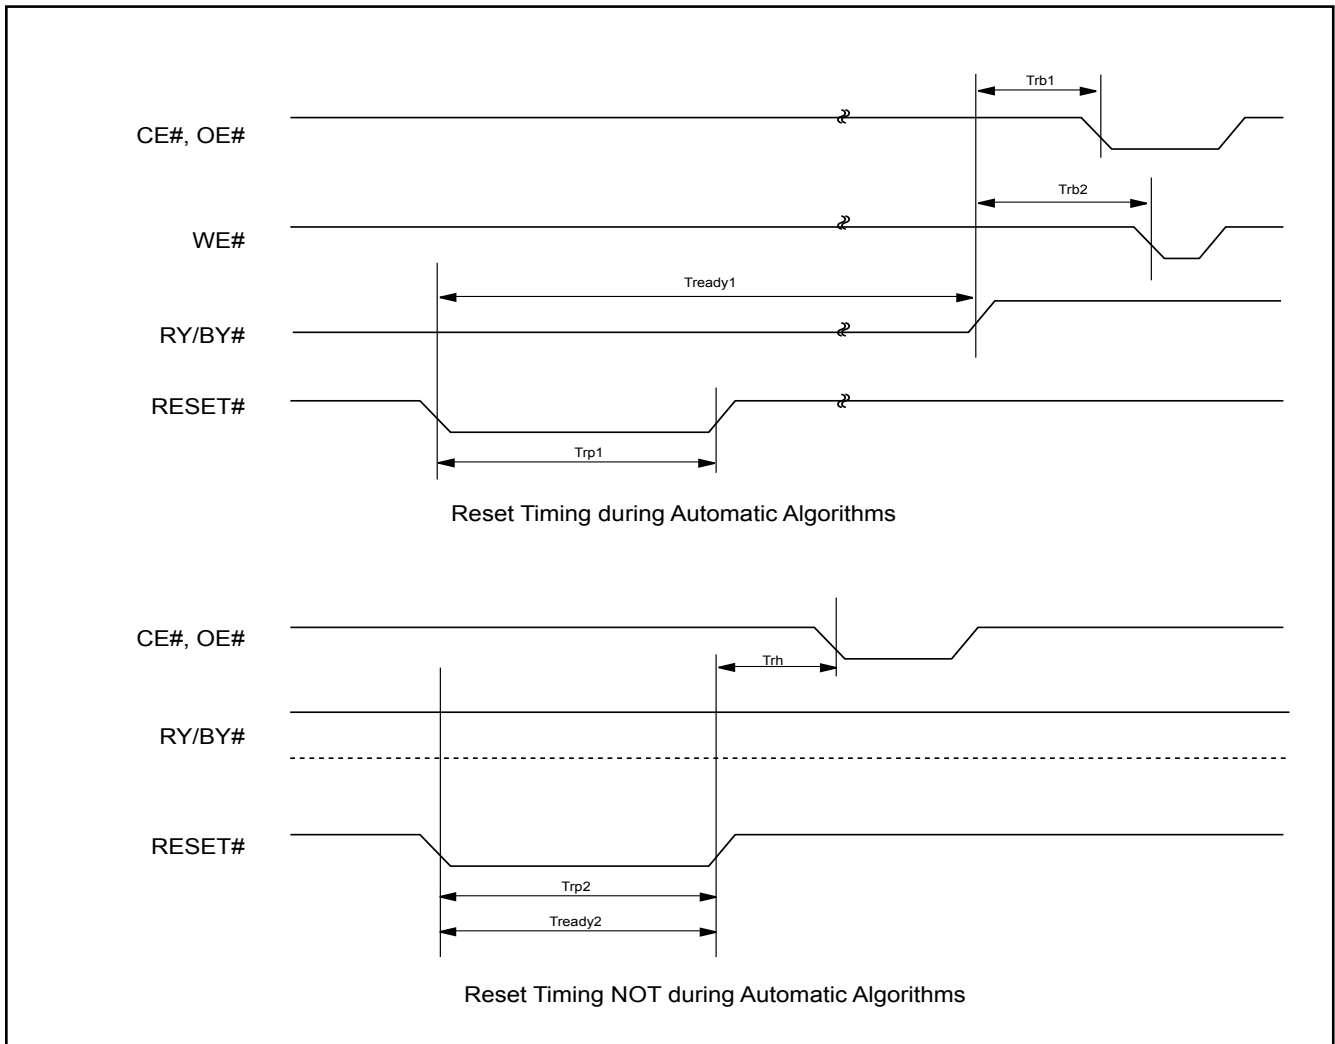 Trb1
CE#, OE#
Trb2
WE#
Tready1
RY/BY#
RESET#
Trp1
Reset Timing during Automatic Algorithms
CE#, OE#
Trh
RY/BY#
RESET#
Trp2
Tready2
Reset Timing NOT during Automatic Algorithms